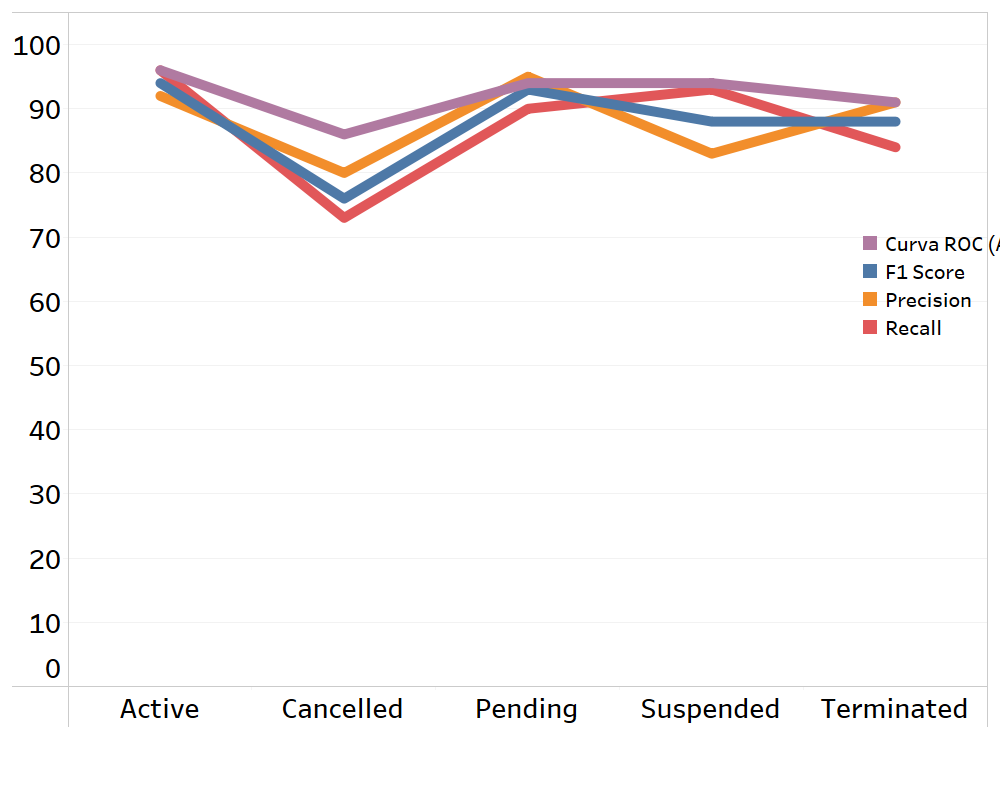 100
90
80
70
60
50
40
30
20
10
0
Curva ROC (A
F1 Score
Precision
Recall
Active Cancelled Pending Suspended Terminated